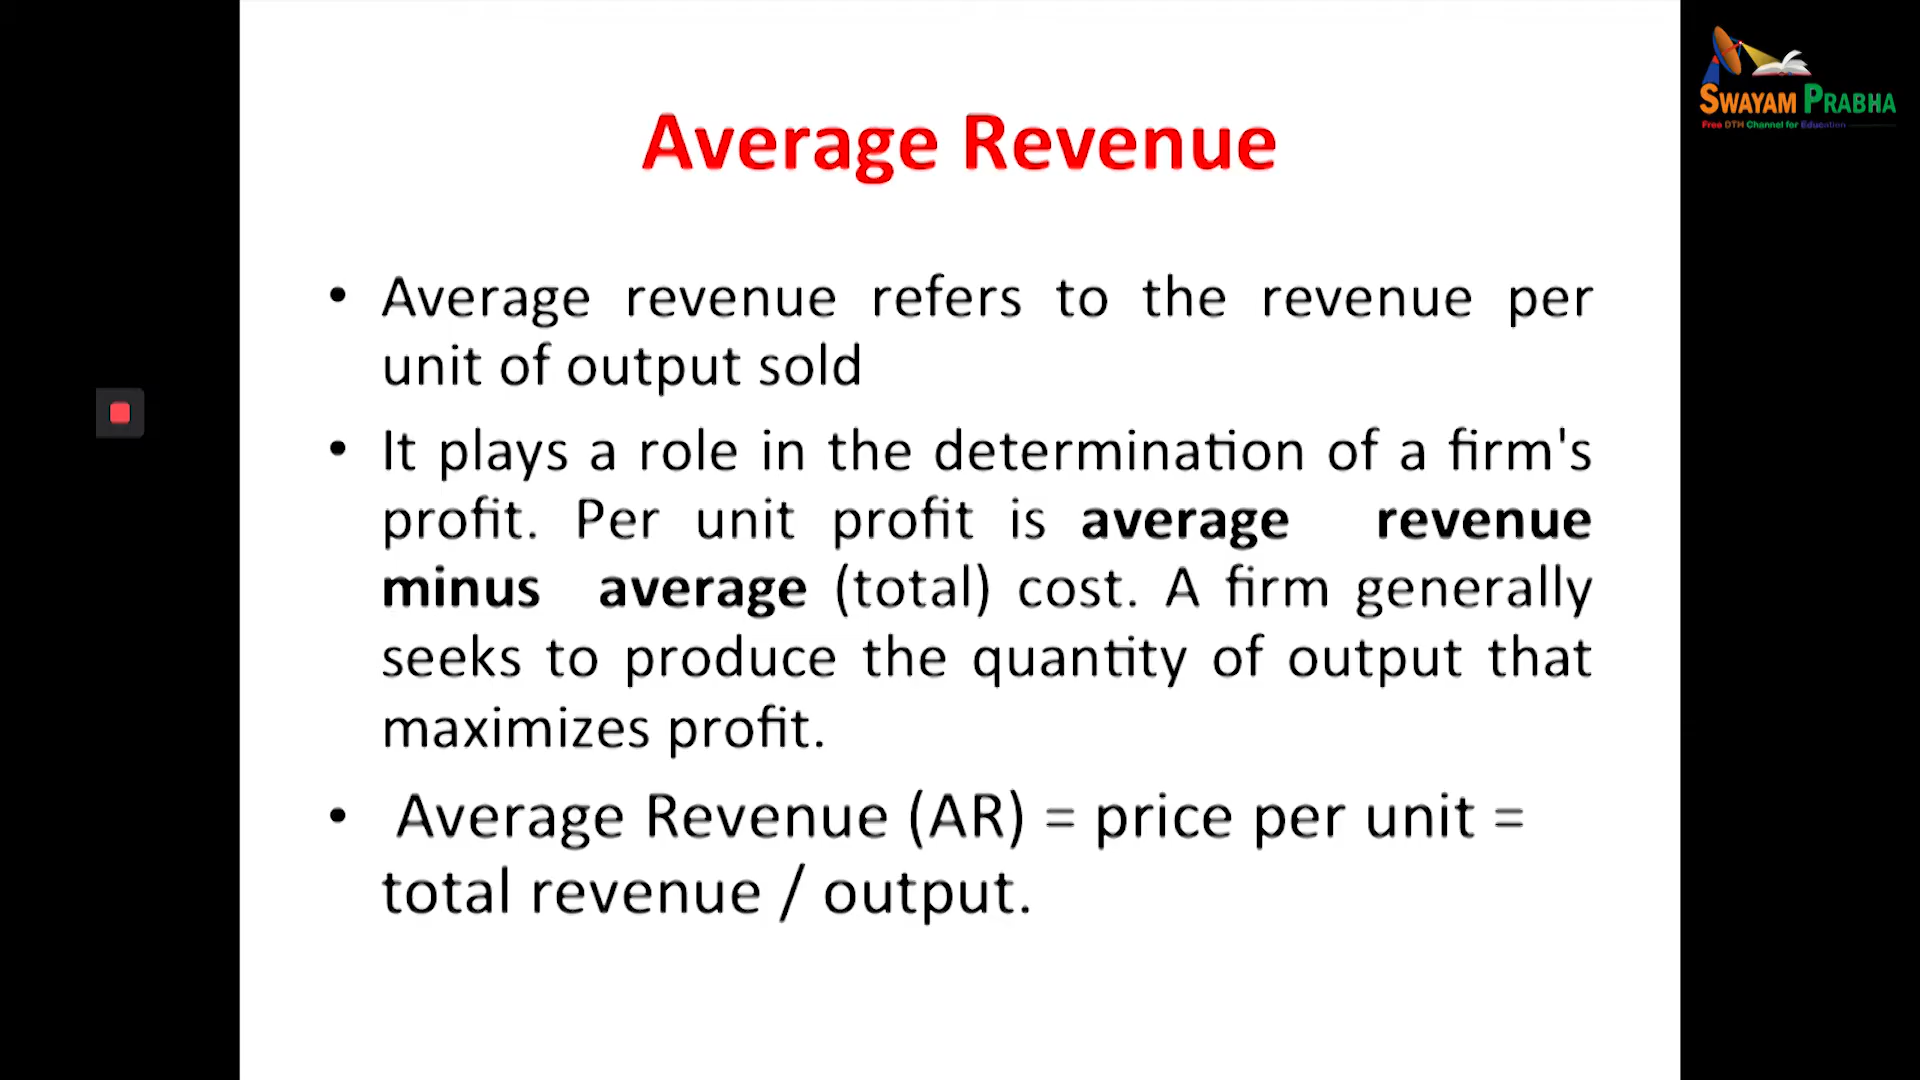 SWAYAM PRABHA
Free DTH Channel for Education
Average Revenue
• Average revenue refers to the revenue per
unit of output sold
• It plays a role in the determination of a firm's
profit. Per unit profit is average revenue
minus average (total) cost. A firm generally
seeks to produce the quantity of output that
maximizes profit.
• Average Revenue (AR) = price per unit =
total revenue / output.